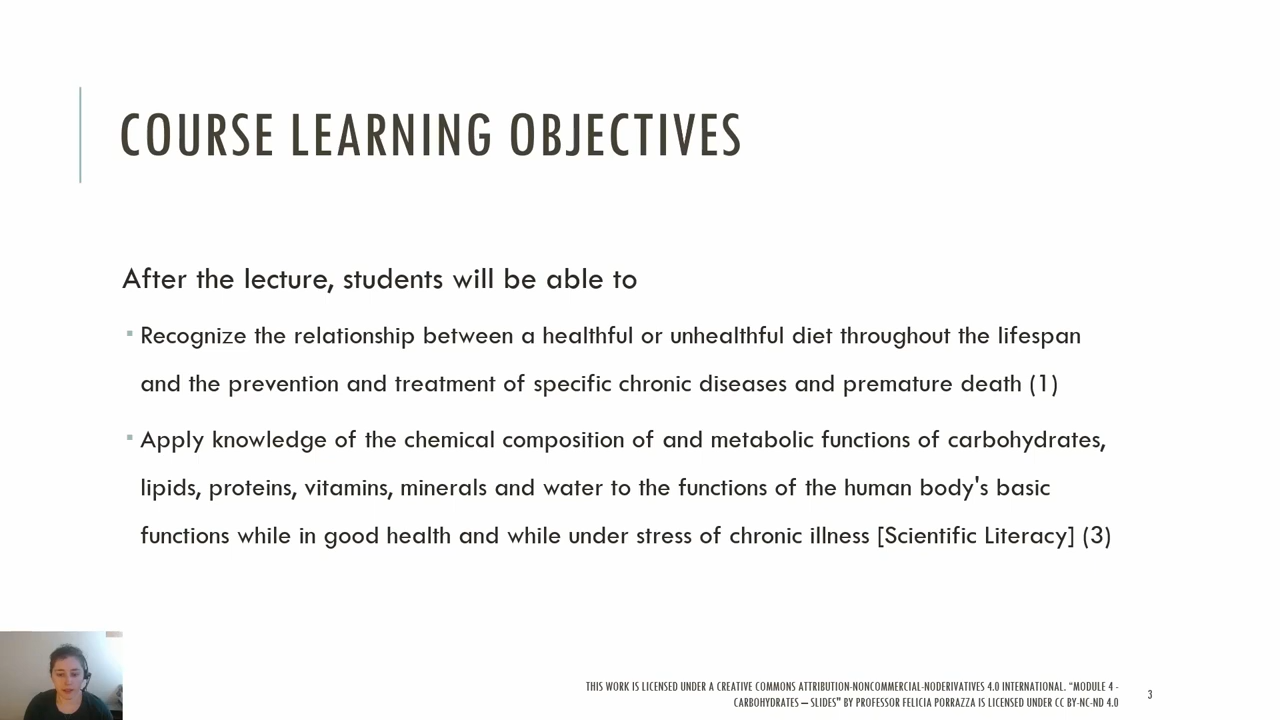 COURSE LEARNING OBJECTIVES
After the lecture, students will be able to
▪ Recognize the relationship between a healthful or unhealthful diet throughout the lifespan
and the prevention and treatment of specific chronic diseases and premature death (1)
▪ Apply knowledge of the chemical composition of and metabolic functions of carbohydrates,
lipids, proteins, vitamins, minerals and water to the functions of the human body's basic
functions while in good health and while under stress of chronic illness [Scientific Literacy] (3)
THIS WORK IS LICENSED UNDER A CREATIVE COMMONS ATTRIBUTION-NONCOMMERCIAL-NODERIVATIVES 4.0 INTERNATIONAL. “MODULE 4 -
CARBOHYDRATES – SLIDES” BY PROFESSOR FELICIA PORRAZZA IS LICENSED UNDER CC BY-NC-ND 4.0
3